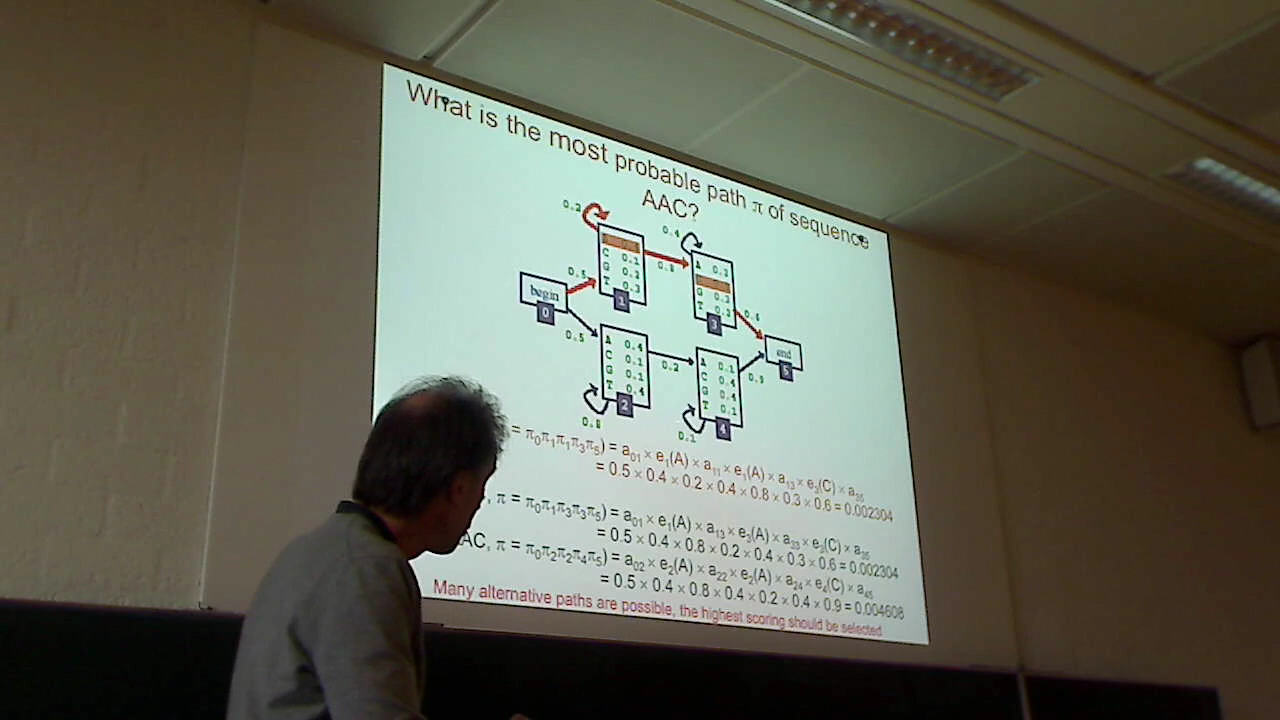 What is the most probable path π of sequence
AAC?
0.2
0.4
C 0.1
G 0.2
T 0.3
1
0.8
A 0.2
G 0.3
T 0.2
3
0.5
begin
0
0.6
end
5
0.5
A 0.4
C 0.1
G 0.1
T 0.4
2
0.2
A 0.1
C 0.4
G 0.4
T 0.1
4
0.9
0.8
0.1
= π0π1π1π3π5) = a01 × e1(A) × a11 × e1(A) × a13 × e3(C) × a35
= 0.5 × 0.4 × 0.2 × 0.4 × 0.8 × 0.3 × 0.6 = 0.002304
, π = π0π1π3π3π5) = a01 × e1(A) × a13 × e3(A) × a33 × e3(C) × a35
= 0.5 × 0.4 × 0.8 × 0.2 × 0.4 × 0.3 × 0.6 = 0.002304
AC, π = π0π2π2π4π5) = a02 × e2(A) × a22 × e2(A) × a24 × e4(C) × a45
= 0.5 × 0.4 × 0.8 × 0.4 × 0.2 × 0.4 × 0.9 = 0.004608
Many alternative paths are possible, the highest scoring should be selected